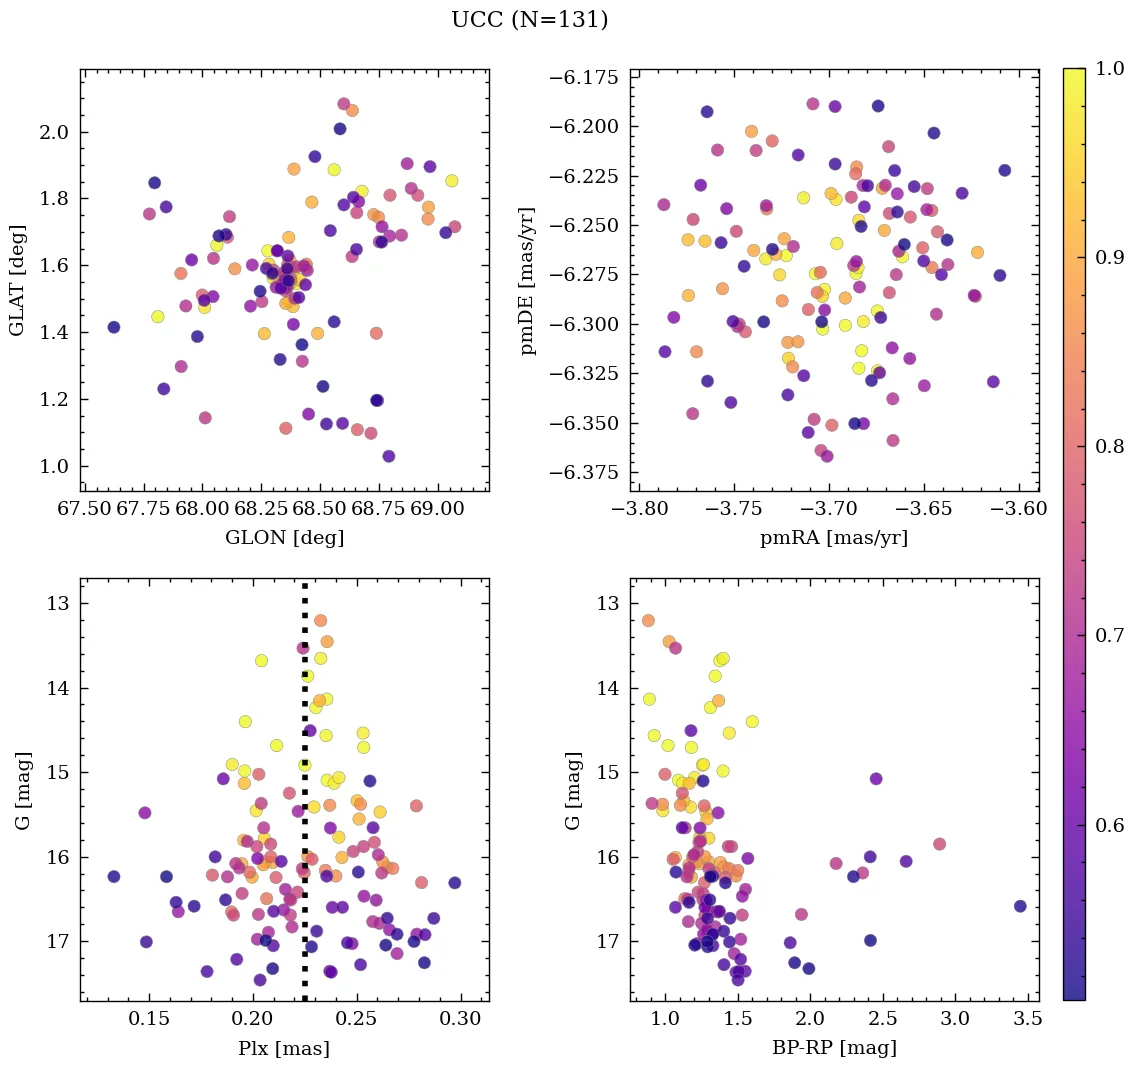 UCC (N=131)
2.0
1.8
1.6
1.4
1.2
1.0
GLAT [deg]
67.50 67.75 68.00 68.25 68.50 68.75 69.00
GLON [deg]
−6.175
−6.200
−6.225
−6.250
−6.275
−6.300
−6.325
−6.350
−6.375
pmDE [mas/yr]
−3.80 −3.75 −3.70 −3.65 −3.60
pmRA [mas/yr]
1.0
0.9
0.8
0.7
0.6
13
14
15
16
17
G [mag]
0.15 0.20 0.25 0.30
Plx [mas]
13
14
15
16
17
G [mag]
1.0 1.5 2.0 2.5 3.0 3.5
BP-RP [mag]